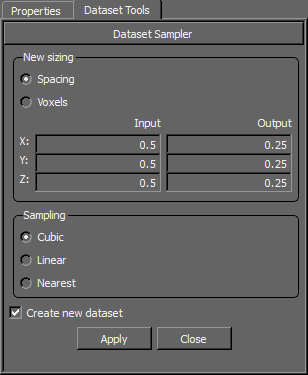 Properties Dataset Tools
Dataset Sampler
New sizing
Spacing
Voxels
Input Output
X: 0.5 0.25
Y: 0.5 0.25
Z: 0.5 0.25
Sampling
Cubic
Linear
Nearest
Create new dataset
Apply Close